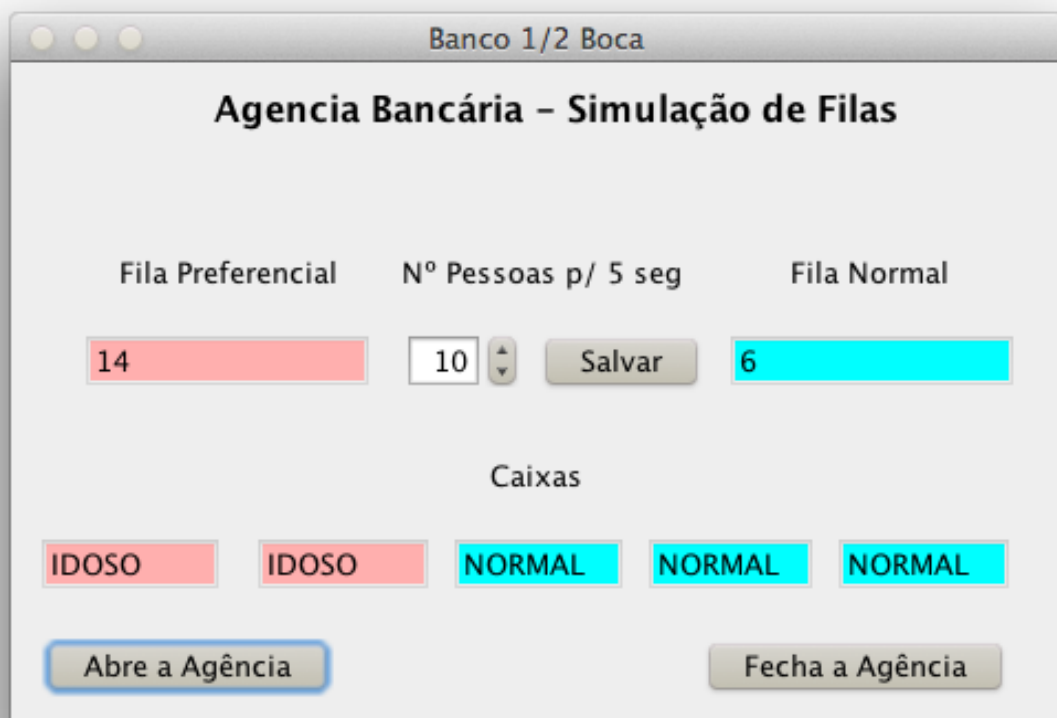 Banco 1/2 Boca
Agencia Bancária – Simulação de Filas
Fila Preferencial Nº Pessoas p/ 5 seg Fila Normal
14 10 Salvar 6
Caixas
IDOSO IDOSO NORMAL NORMAL NORMAL
Abre a Agência Fecha a Agência